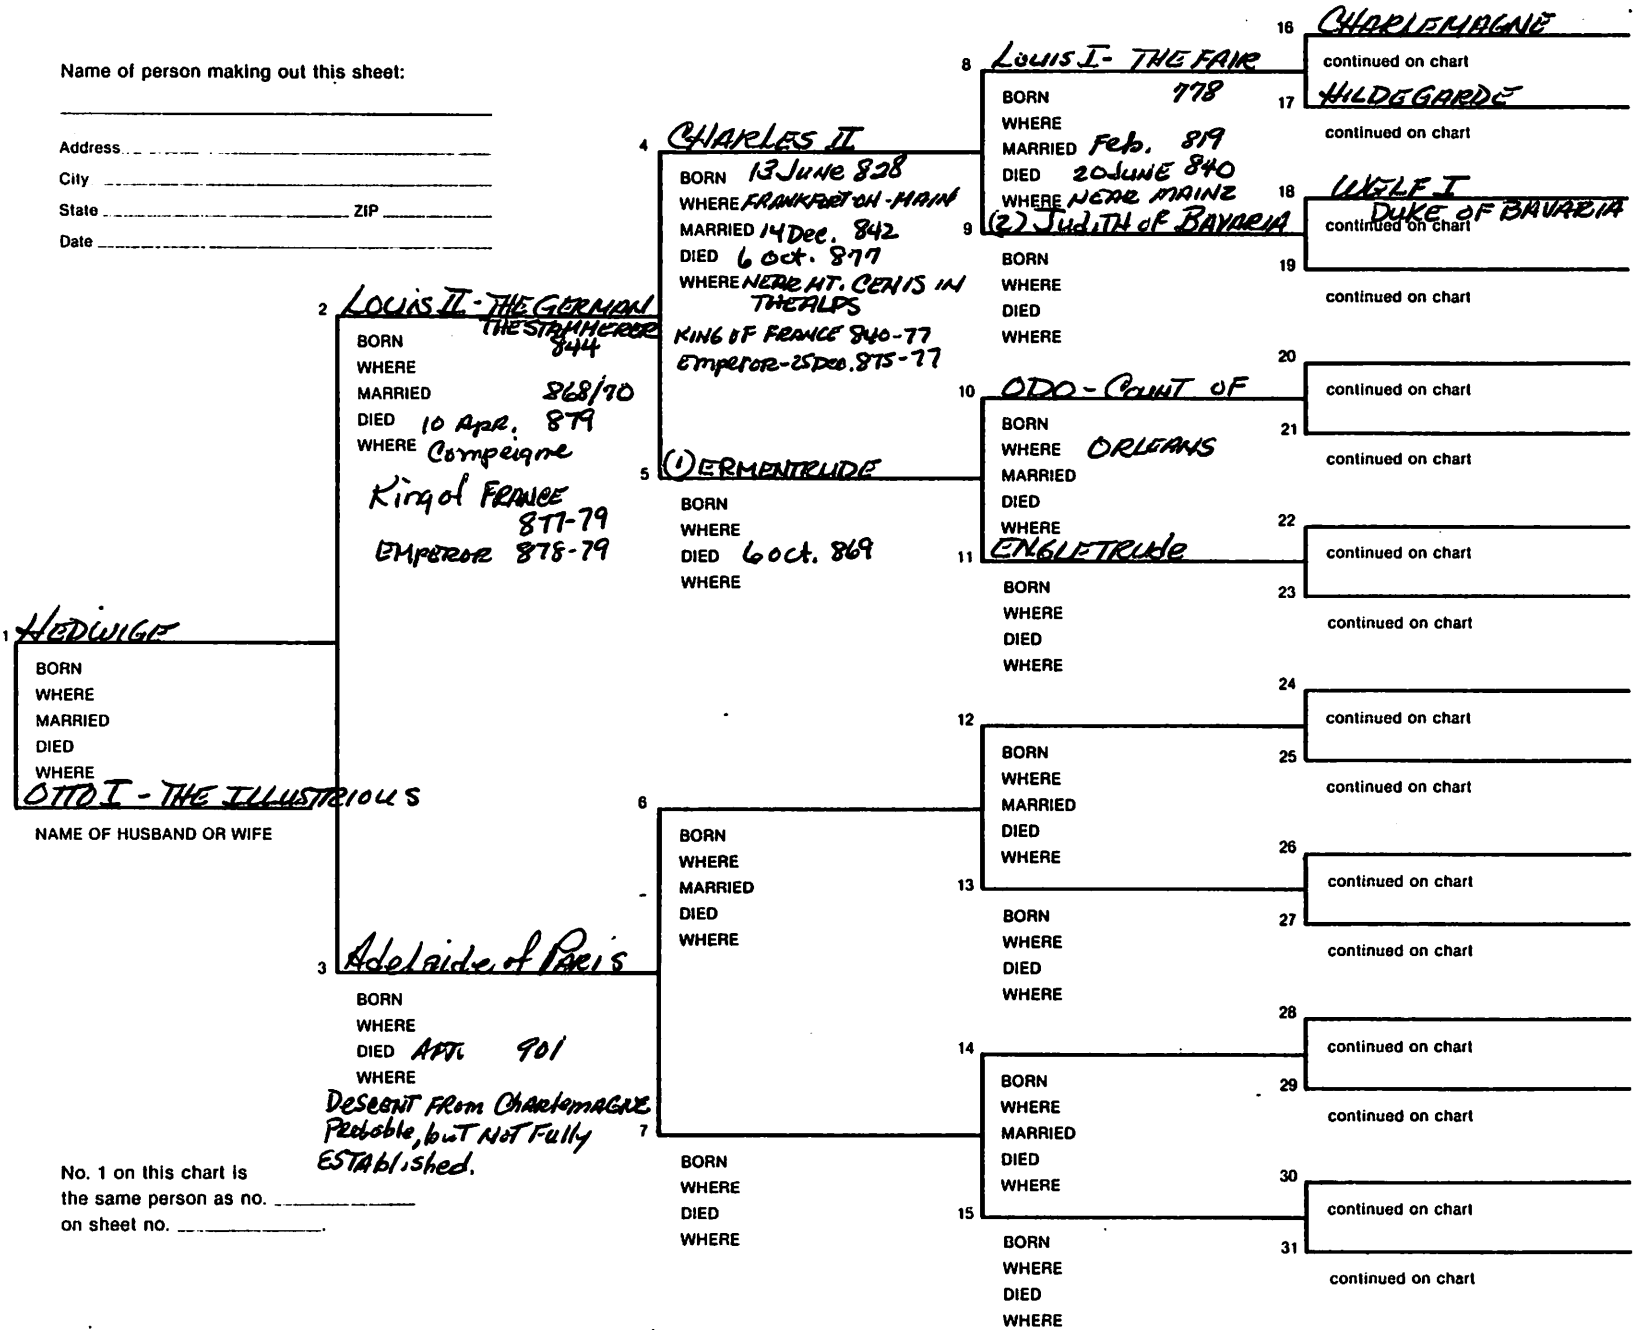 Name of person making out this sheet:
Address
City
State ZIP
Date
1 HEDWIGE
BORN
WHERE
MARRIED
DIED
WHERE
OTTO I - THE ILLUSTRIOUS
NAME OF HUSBAND OR WIFE
No. 1 on this chart is
the same person as no.
on sheet no. .
2 LOUIS II - THE GERMAN
THE STAMMERER
BORN 844
WHERE
MARRIED 868/70
DIED 10 APR. 879
WHERE Compeigne
King of FRANCE
877-79
EMPEROR 878-79
3 Adelaide of PARIS
BORN
WHERE
DIED AFT. 901
WHERE
DESCENT FROM CharlemAGNE
Probable, but NOT Fully
ESTAblished.
4 CHARLES II
BORN 13 JUNE 828
WHERE FRANKFORT ON-MAIN
MARRIED 14 Dec. 842
DIED 6 Oct. 877
WHERE NEAR MT. CENIS IN
THE ALPS
KING OF FRANCE 840-77
Emperor-25 Dec. 875-77
5 (1) ERMENTRUDE
BORN
WHERE
DIED 6 Oct. 869
WHERE
6
BORN
WHERE
MARRIED
DIED
WHERE
7
BORN
WHERE
DIED
WHERE
8 LOUIS I - THE FAIR
BORN 778
WHERE
MARRIED Feb. 819
DIED 20 JUNE 840
WHERE NEAR MAINZ
9 (2) JUDITH OF BAVARIA
BORN
WHERE
DIED
WHERE
10 ODO - COUNT OF
BORN
WHERE ORLEANS
MARRIED
DIED
WHERE
11 ENGLETRUDE
BORN
WHERE
DIED
WHERE
12
BORN
WHERE
MARRIED
DIED
WHERE
13
BORN
WHERE
DIED
WHERE
14
BORN
WHERE
MARRIED
DIED
WHERE
15
BORN
WHERE
DIED
WHERE
16 CHARLEMAGNE
continued on chart
17 HILDEGARDE
continued on chart
18 WELF I
DUKE OF BAVARIA
continued on chart
19
continued on chart
20
continued on chart
21
continued on chart
22
continued on chart
23
continued on chart
24
continued on chart
25
continued on chart
26
continued on chart
27
continued on chart
28
continued on chart
29
continued on chart
30
continued on chart
31
continued on chart